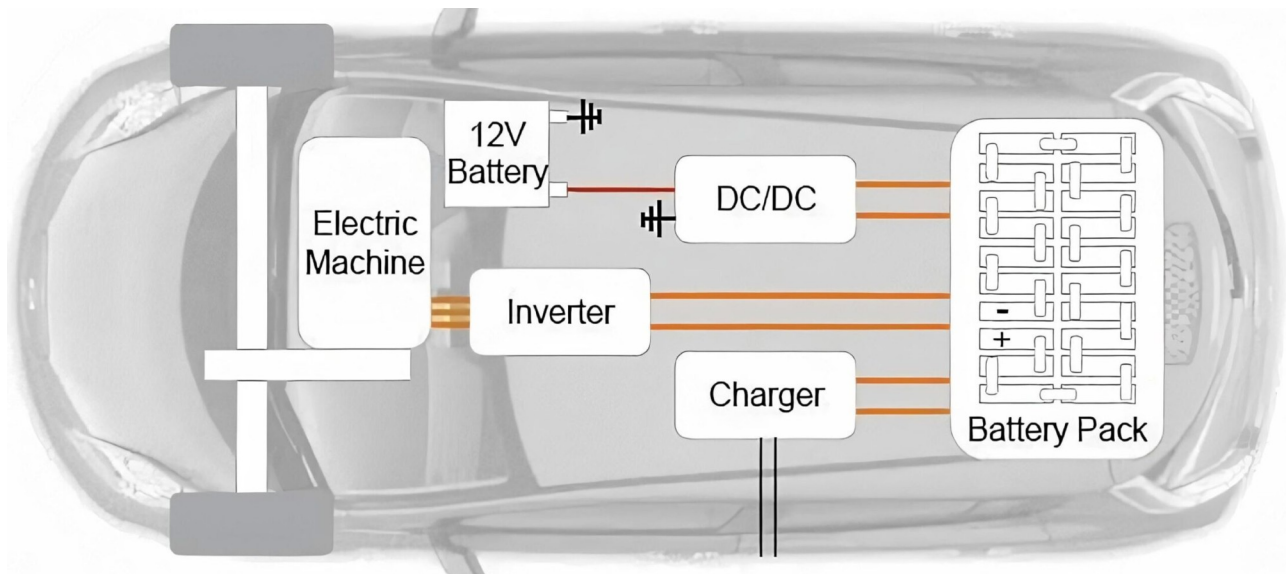 12V
Battery
Electric
Machine
DC/DC
Inverter
Charger
-
+
Battery Pack